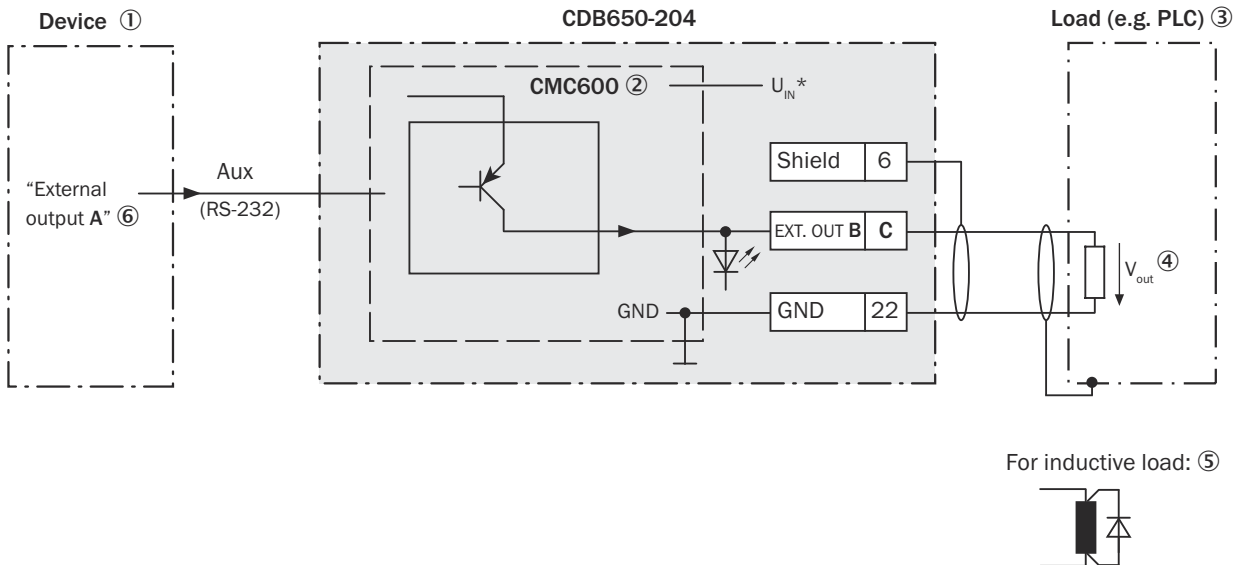 Device ①
CDB650-204
Load (e.g. PLC) ③
CMC600 ②
U_IN*
Shield 6
Aux
(RS-232)
"External
output A" ⑥
EXT. OUT B C
V_out ④
GND
GND 22
For inductive load: ⑤